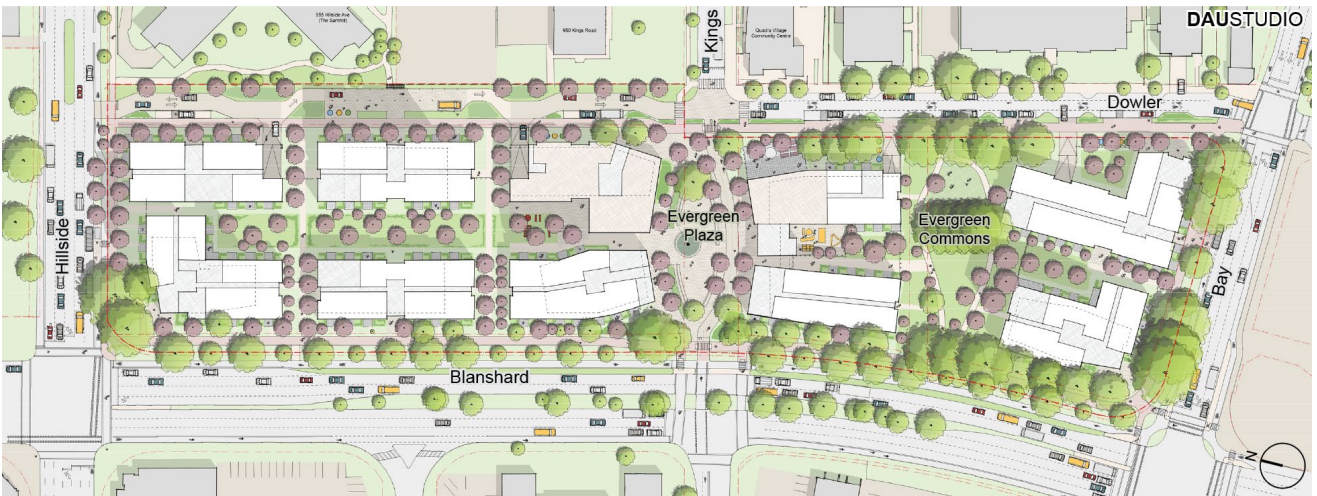 DAUSTUDIO
955 Hillside Ave
(The Summit)
950 Kings Road
Kings
Quadra Village
Community Centre
Dowler
Hillside
Evergreen
Plaza
Evergreen
Commons
Bay
Blanshard
N